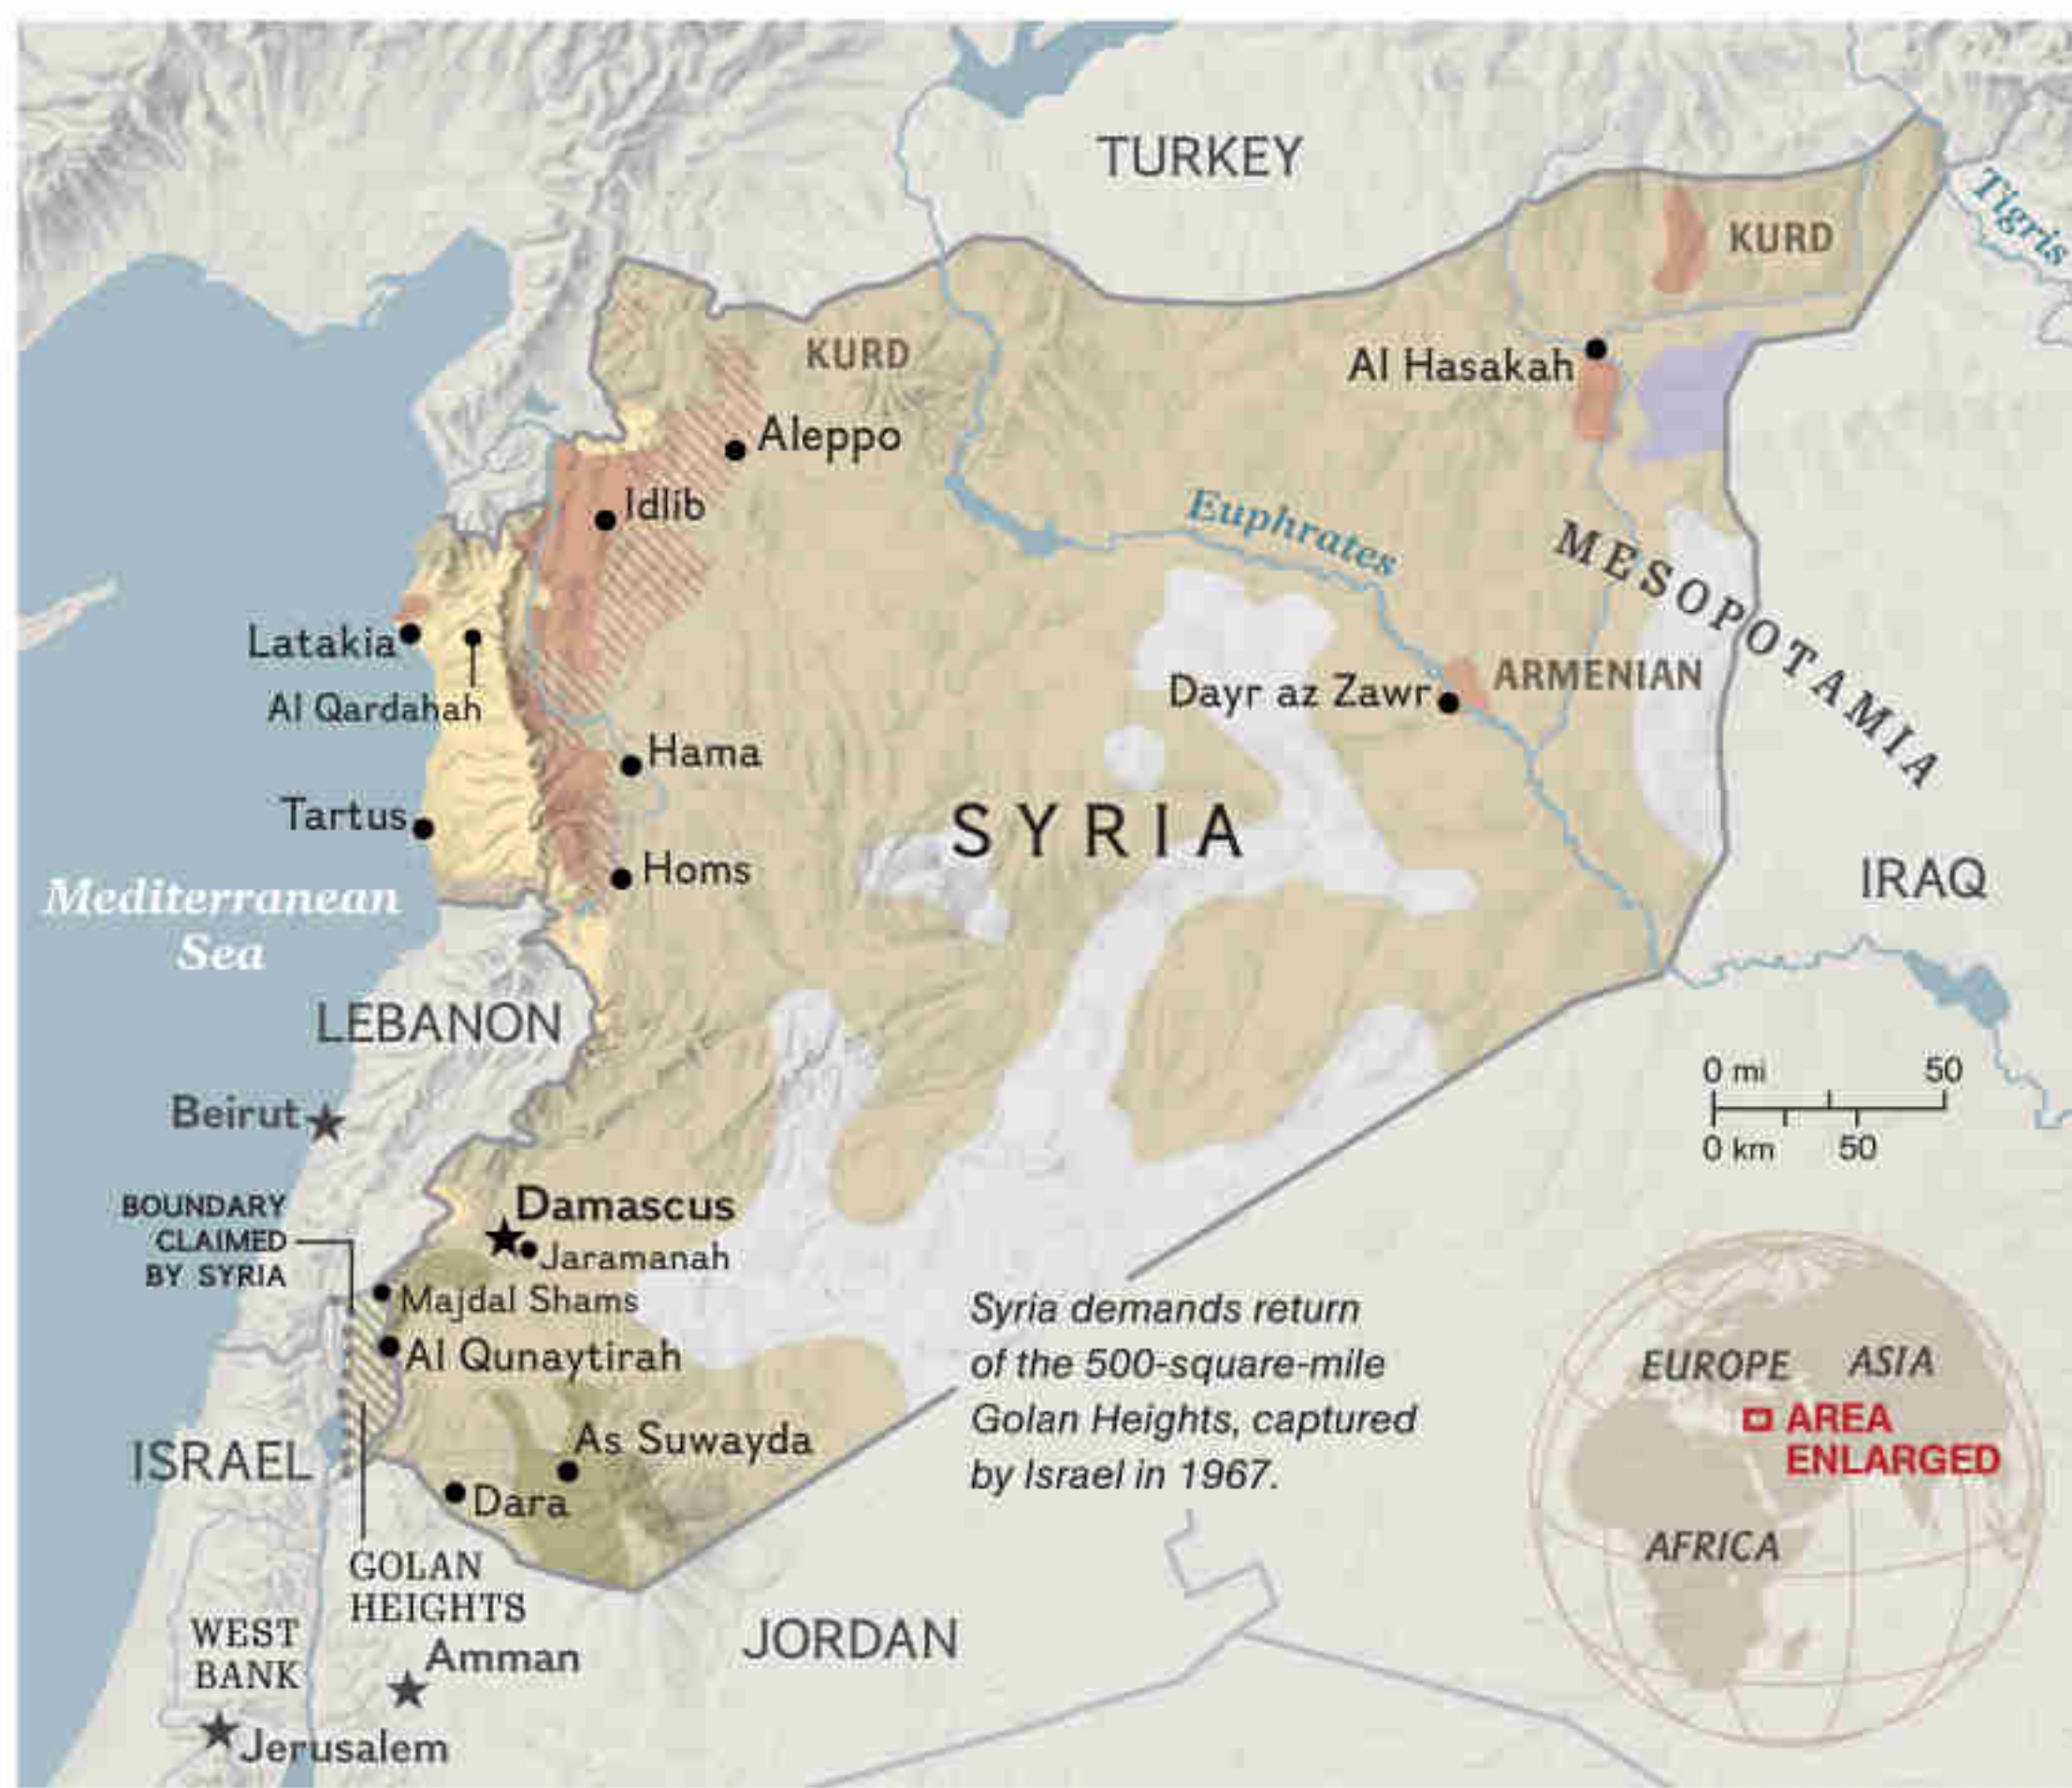 TURKEY
Tigris
KURD
KURD
Al Hasakah
Aleppo
Idlib
Euphrates
MESOPOTAMIA
Latakia
Al Qardahah
Dayr az Zawr
ARMENIAN
Hama
Tartus
SYRIA
Homs
IRAQ
Mediterranean
Sea
LEBANON
0 mi 50
0 km 50
Beirut
BOUNDARY
CLAIMED
BY SYRIA
Damascus
Jaramanah
Majdal Shams
Al Qunaytirah
Syria demands return
of the 500-square-mile
Golan Heights, captured
by Israel in 1967.
EUROPE ASIA
AREA
ENLARGED
AFRICA
ISRAEL
As Suwayda
Dara
GOLAN
HEIGHTS
WEST
BANK
Amman
JORDAN
Jerusalem